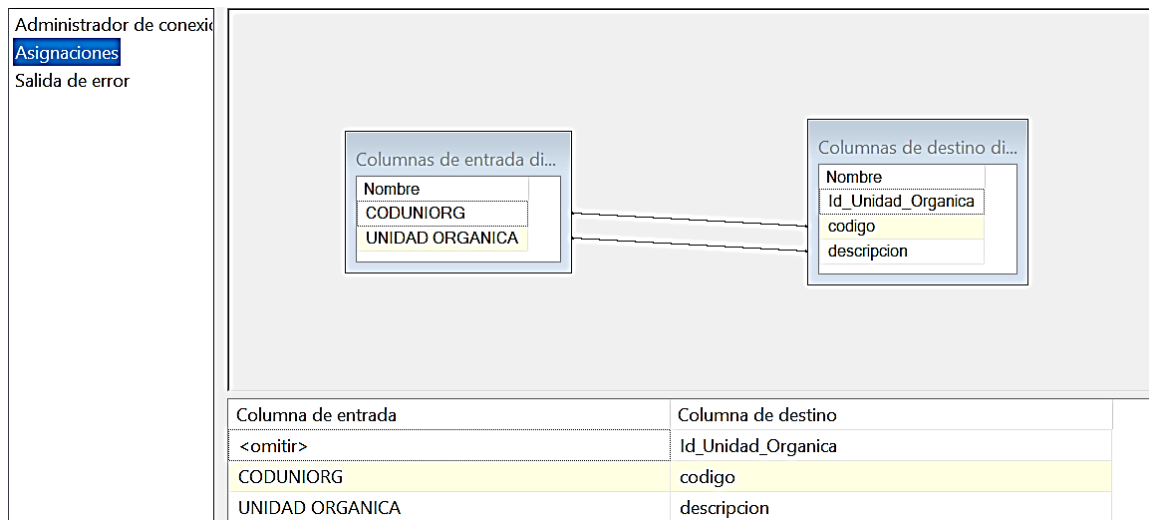 Administrador de conexi
Asignaciones
Salida de error
Columnas de entrada di...
Nombre
CODUNIORG
UNIDAD ORGANICA
Columnas de destino di...
Nombre
Id_Unidad_Organica
codigo
descripcion
Columna de entrada Columna de destino
<omitir> Id_Unidad_Organica
CODUNIORG codigo
UNIDAD ORGANICA descripcion